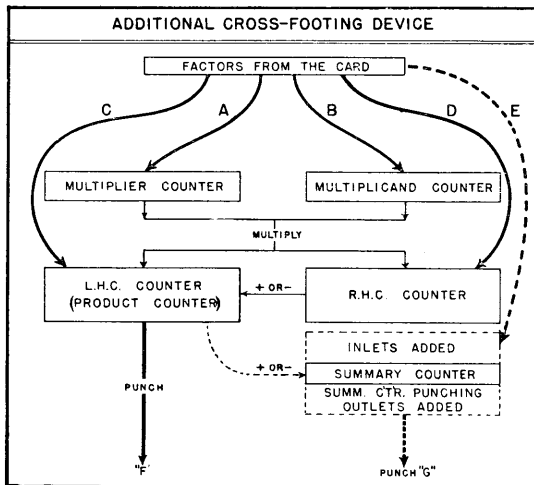 ADDITIONAL CROSS-FOOTING DEVICE
FACTORS FROM THE CARD
C A B D E
MULTIPLIER COUNTER
MULTIPLICAND COUNTER
MULTIPLY
L.H.C. COUNTER
(PRODUCT COUNTER)
+ OR-
R.H.C. COUNTER
INLETS ADDED
+ OR-
SUMMARY COUNTER
SUMM. CTR. PUNCHING
OUTLETS ADDED
PUNCH
"F"
PUNCH "G"